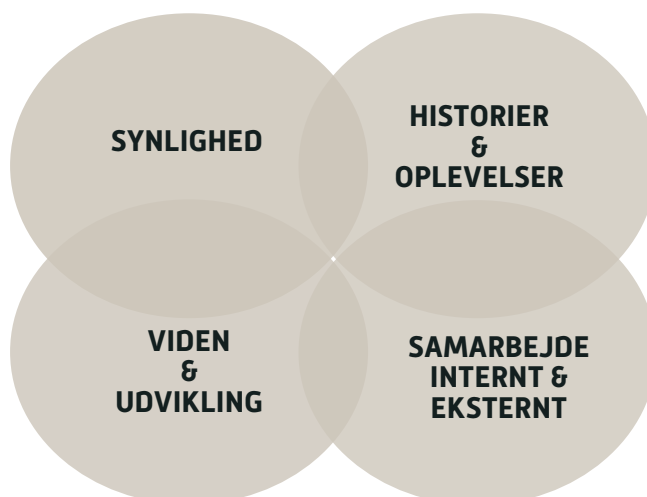 SYNLIGHED
HISTORIER
&
OPLEVELSER
VIDEN
&
UDVIKLING
SAMARBEJDE
INTERNT &
EKSTERNT